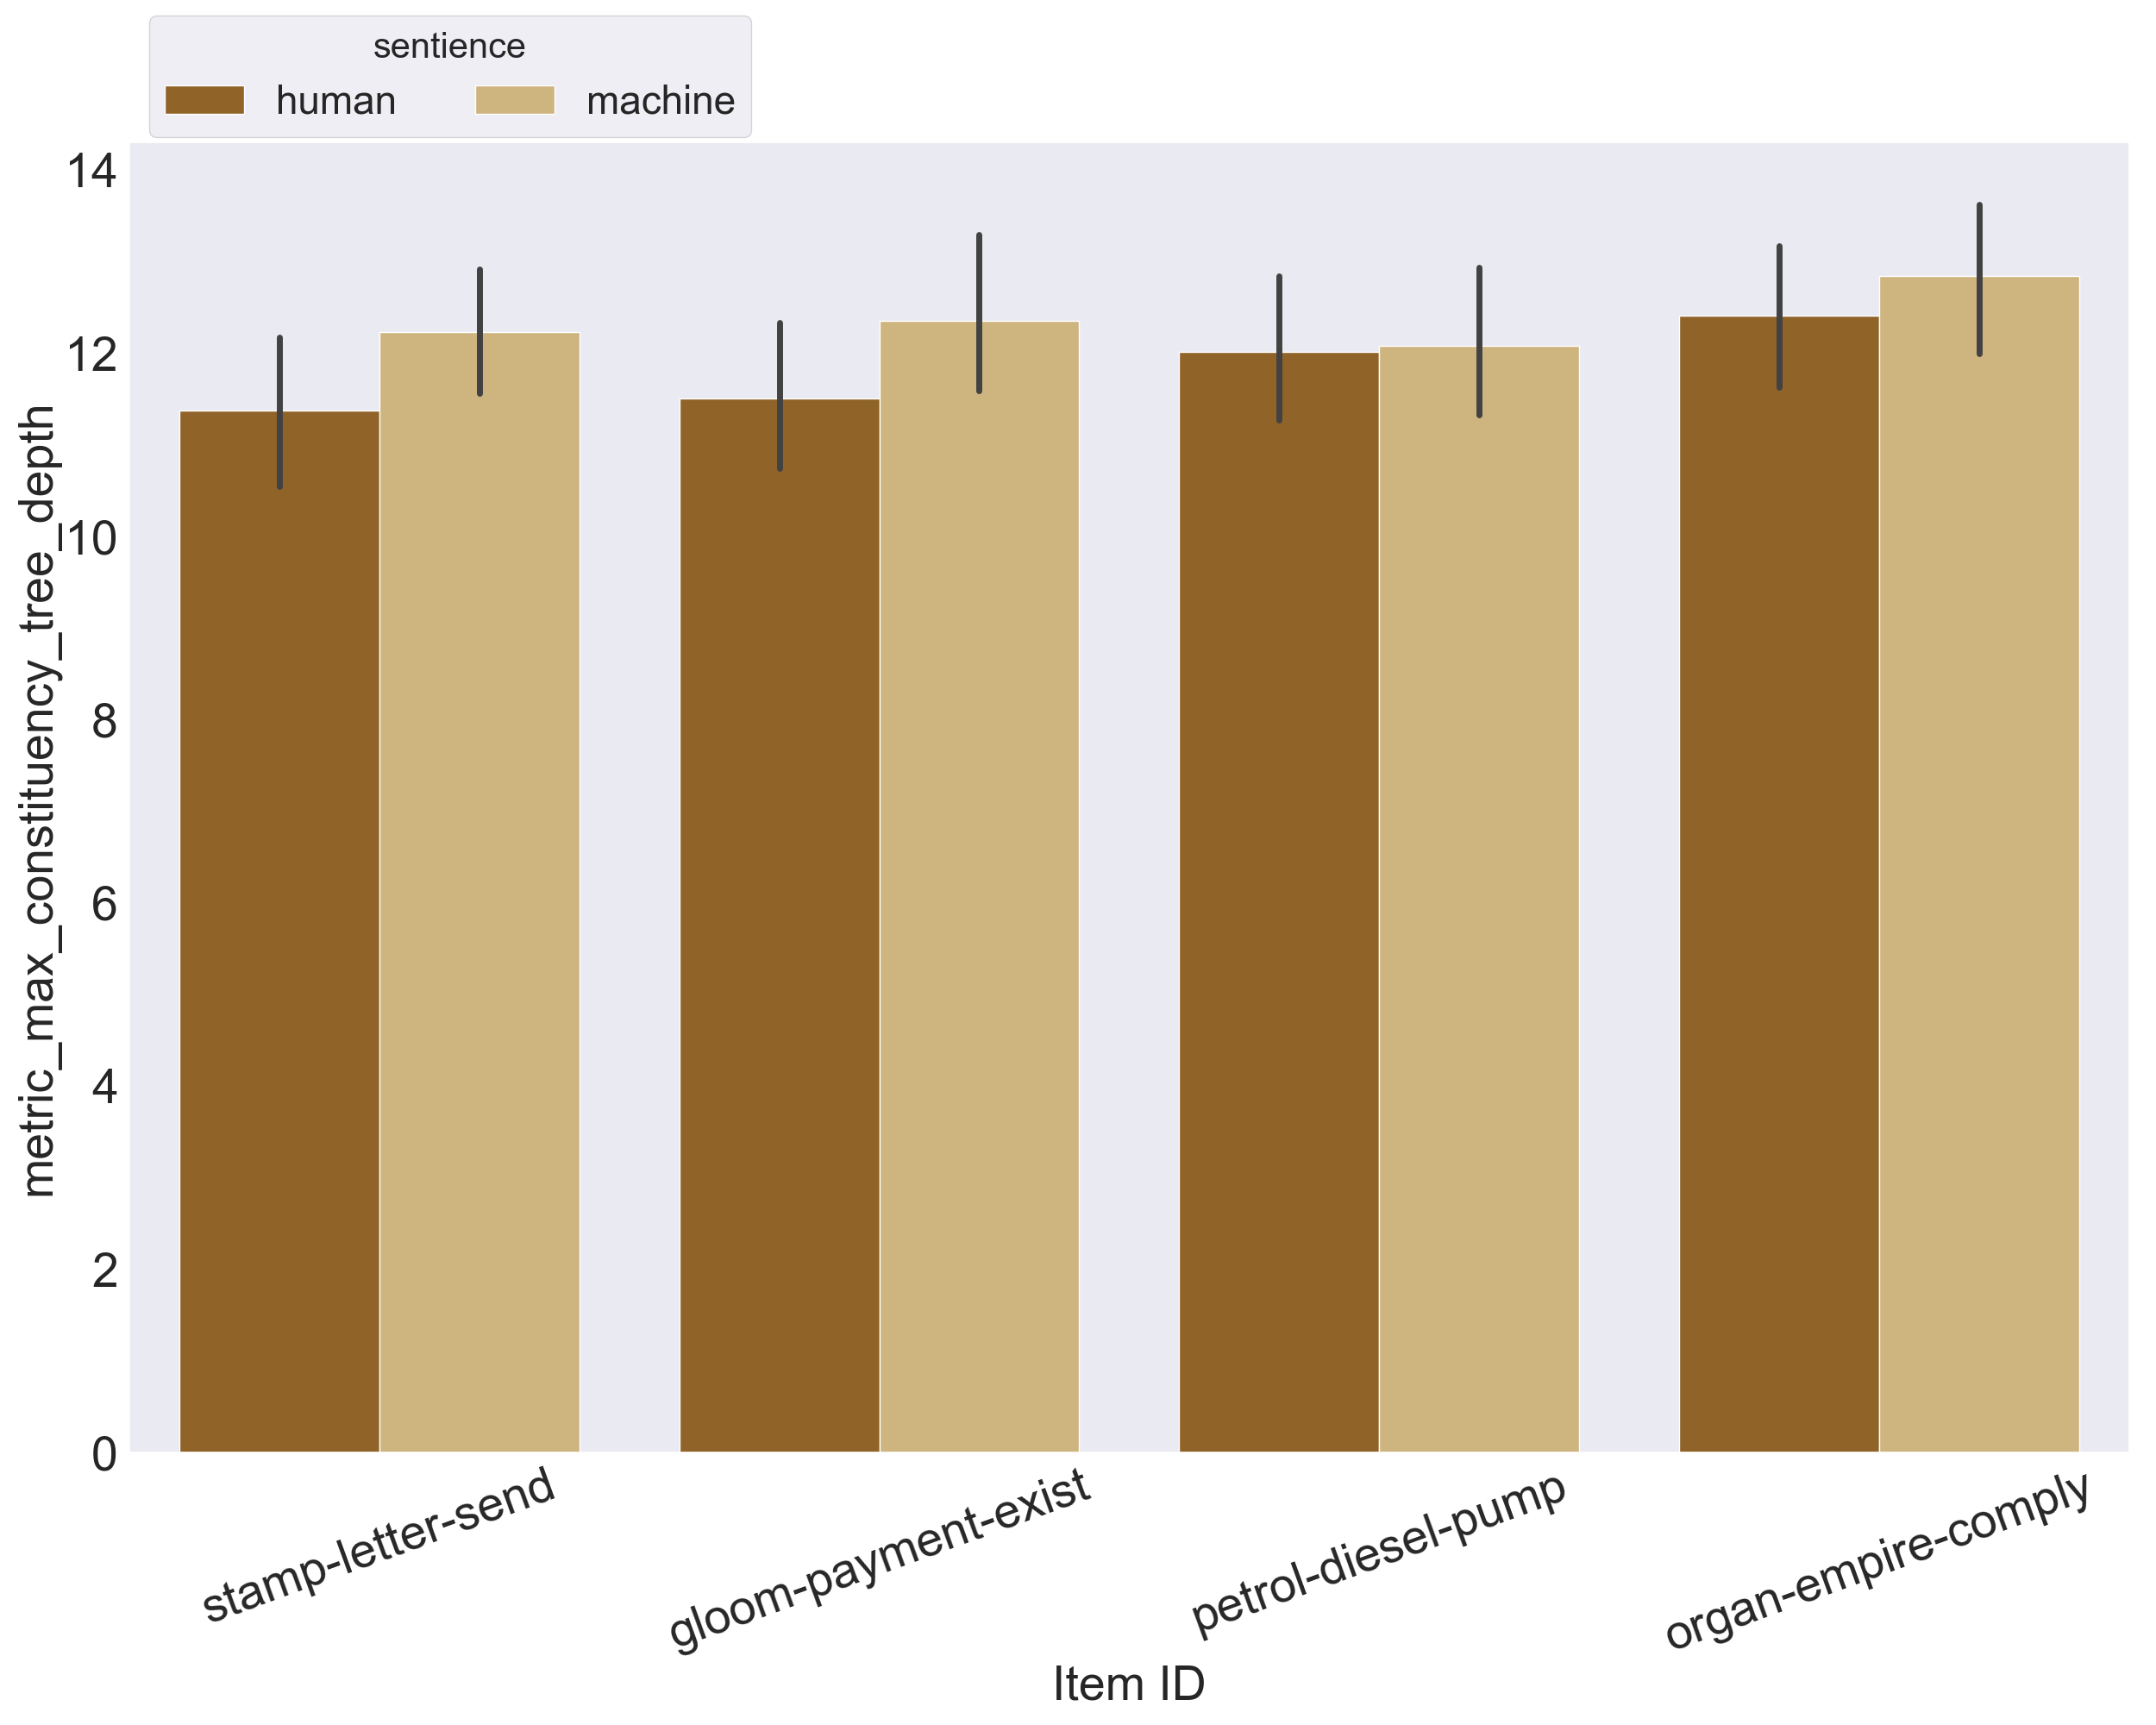 sentience
human machine
14
12
10
8
6
4
2
0
metric_max_constituency_tree_depth
stamp-letter-send
gloom-payment-exist
petrol-diesel-pump
organ-empire-comply
Item ID